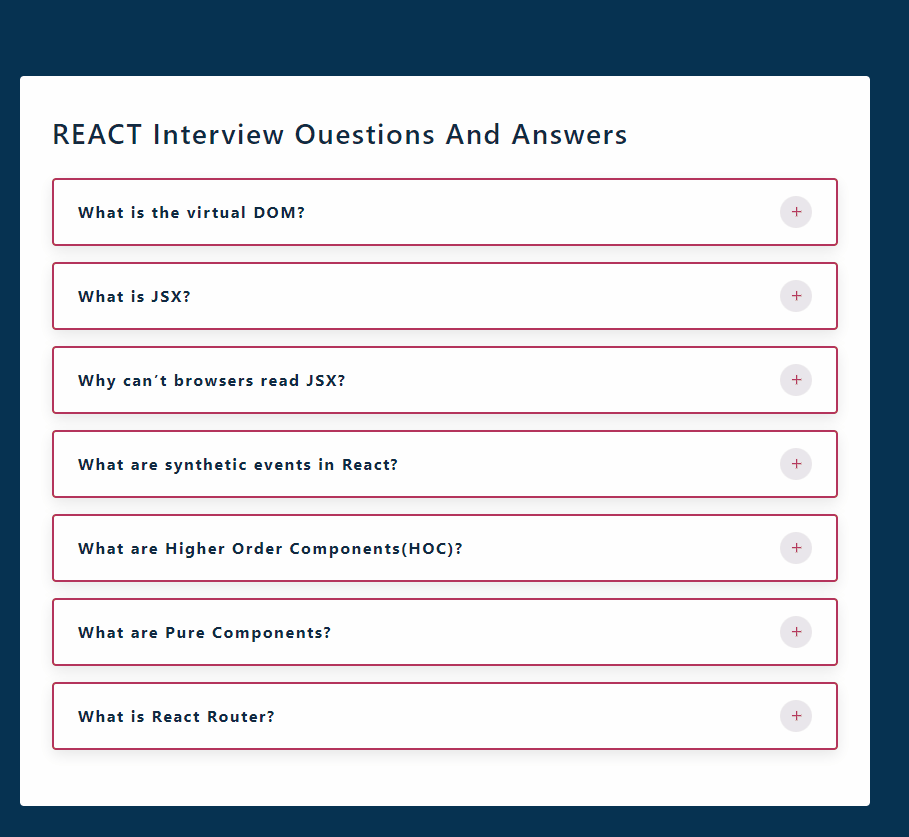 REACT Interview Ouestions And Answers
What is the virtual DOM?
+
What is JSX?
+
Why can't browsers read JSX?
+
What are synthetic events in React?
+
What are Higher Order Components(HOC)?
+
What are Pure Components?
+
What is React Router?
+